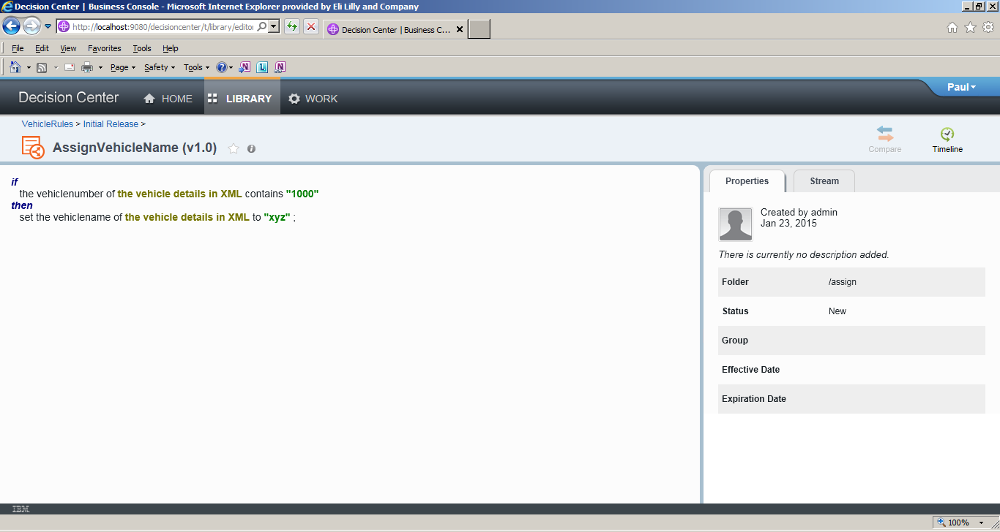 Decision Center | Business Console - Microsoft Internet Explorer provided by Eli Lilly and Company
http://localhost:9080/decisioncenter/t/library/editor
Decision Center | Business C...
File Edit View Favorites Tools Help
Page Safety Tools
Decision Center HOME LIBRARY WORK Paul
VehicleRules > Initial Release >
AssignVehicleName (v1.0)
Compare Timeline
if
the vehiclenumber of the vehicle details in XML contains "1000"
then
set the vehiclename of the vehicle details in XML to "xyz" ;
Properties Stream
Created by admin
Jan 23, 2015
There is currently no description added.
Folder /assign
Status New
Group
Effective Date
Expiration Date
IBM
100%